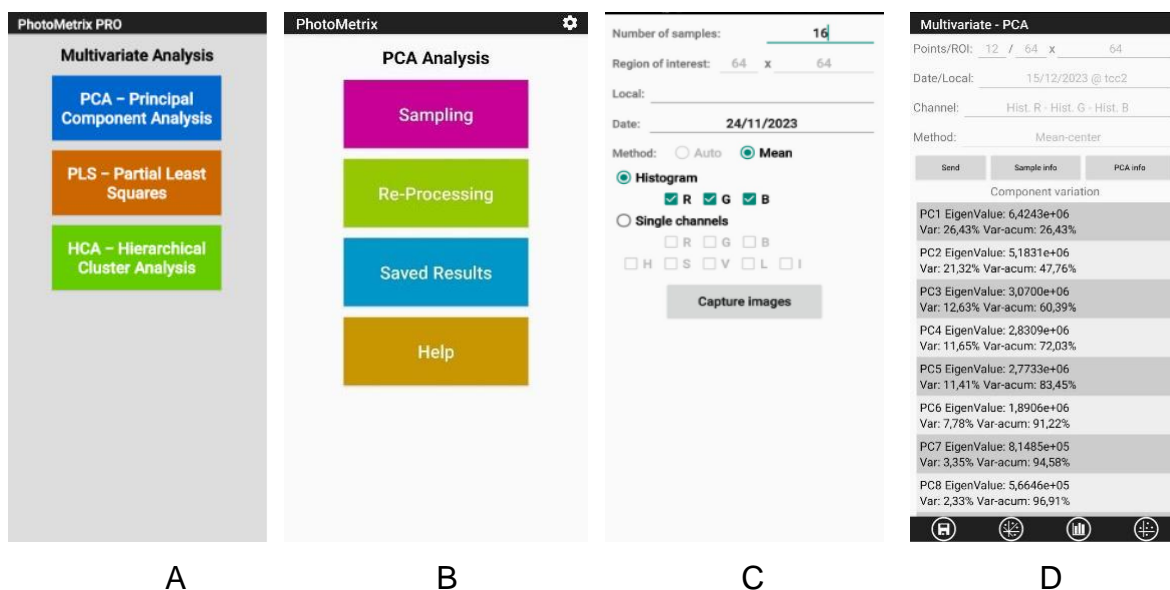 PhotoMetrix PRO
Multivariate Analysis
PCA – Principal
Component Analysis
PLS – Partial Least
Squares
HCA – Hierarchical
Cluster Analysis
PhotoMetrix
PCA Analysis
Sampling
Re-Processing
Saved Results
Help
Number of samples: 16
Region of interest: 64 x 64
Local:
Date: 24/11/2023
Method: Auto Mean
Histogram
R G B
Single channels
R G B
H S V L I
Capture images
Multivariate - PCA
Points/ROI: 12 / 64 x 64
Date/Local: 15/12/2023 @ tcc2
Channel: Hist. R - Hist. G - Hist. B
Method: Mean-center
Send Sample info PCA info
Component variation
PC1 EigenValue: 6,4243e+06
Var: 26,43% Var-acum: 26,43%
PC2 EigenValue: 5,1831e+06
Var: 21,32% Var-acum: 47,76%
PC3 EigenValue: 3,0700e+06
Var: 12,63% Var-acum: 60,39%
PC4 EigenValue: 2,8309e+06
Var: 11,65% Var-acum: 72,03%
PC5 EigenValue: 2,7733e+06
Var: 11,41% Var-acum: 83,45%
PC6 EigenValue: 1,8906e+06
Var: 7,78% Var-acum: 91,22%
PC7 EigenValue: 8,1485e+05
Var: 3,35% Var-acum: 94,58%
PC8 EigenValue: 5,6646e+05
Var: 2,33% Var-acum: 96,91%
A B C D